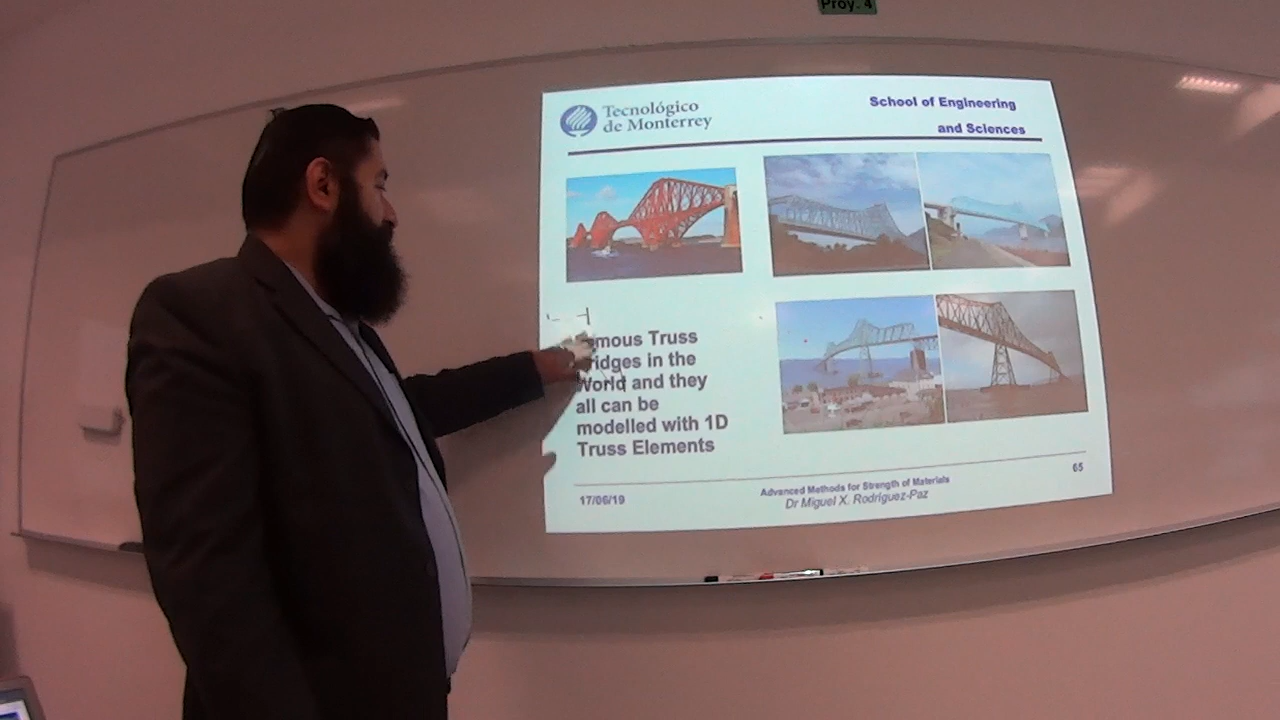 Proy. 4
Tecnológico
de Monterrey
School of Engineering
and Sciences
mous Truss
ridges in the
World and they
all can be
modelled with 1D
Truss Elements
17/06/19
Advanced Methods for Strength of Materials
Dr Miguel X. Rodríguez-Paz
65